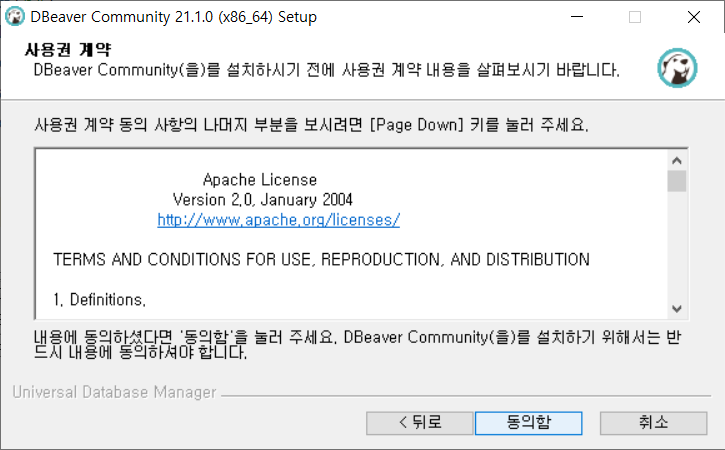 DBeaver Community 21.1.0 (x86_64) Setup
사용권 계약
DBeaver Community(을)를 설치하시기 전에 사용권 계약 내용을 살펴보시기 바랍니다.
사용권 계약 동의 사항의 나머지 부분을 보시려면 [Page Down] 키를 눌러 주세요.
Apache License
Version 2.0, January 2004
http://www.apache.org/licenses/
TERMS AND CONDITIONS FOR USE, REPRODUCTION, AND DISTRIBUTION
1. Definitions.
내용에 동의하셨다면 '동의함'을 눌러 주세요. DBeaver Community(을)를 설치하기 위해서는 반
드시 내용에 동의하셔야 합니다.
Universal Database Manager
< 뒤로 동의함 취소